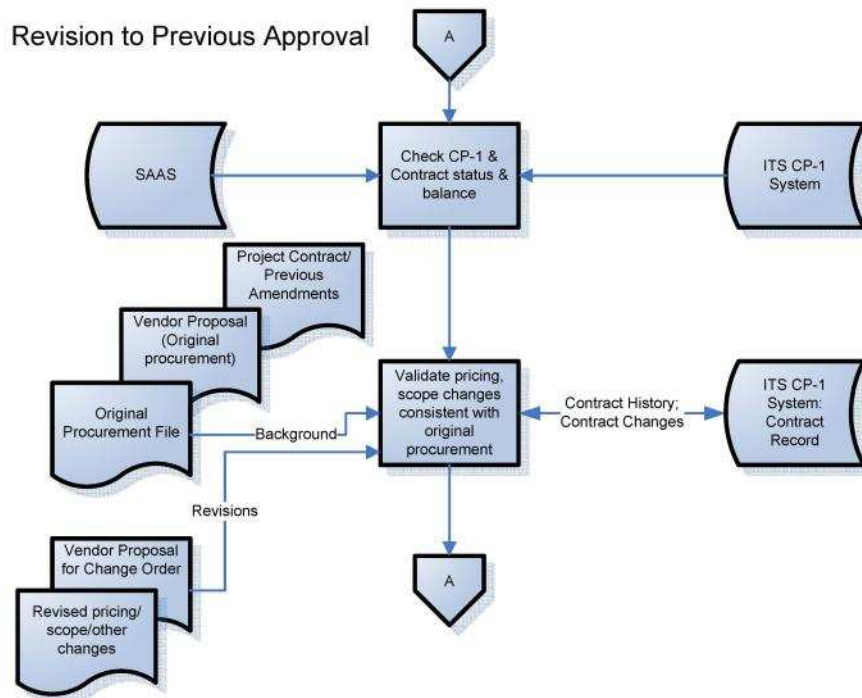 Revision to Previous Approval
A
SAAS
Check CP-1 &
Contract status &
balance
ITS CP-1
System
Project Contract/
Previous
Amendments
Vendor Proposal
(Original
procurement)
Original
Procurement File
Background
Validate pricing,
scope changes
consistent with
original
procurement
Contract History;
Contract Changes
ITS CP-1
System:
Contract
Record
Revisions
Vendor Proposal
for Change Order
Revised pricing/
scope/other
changes
A